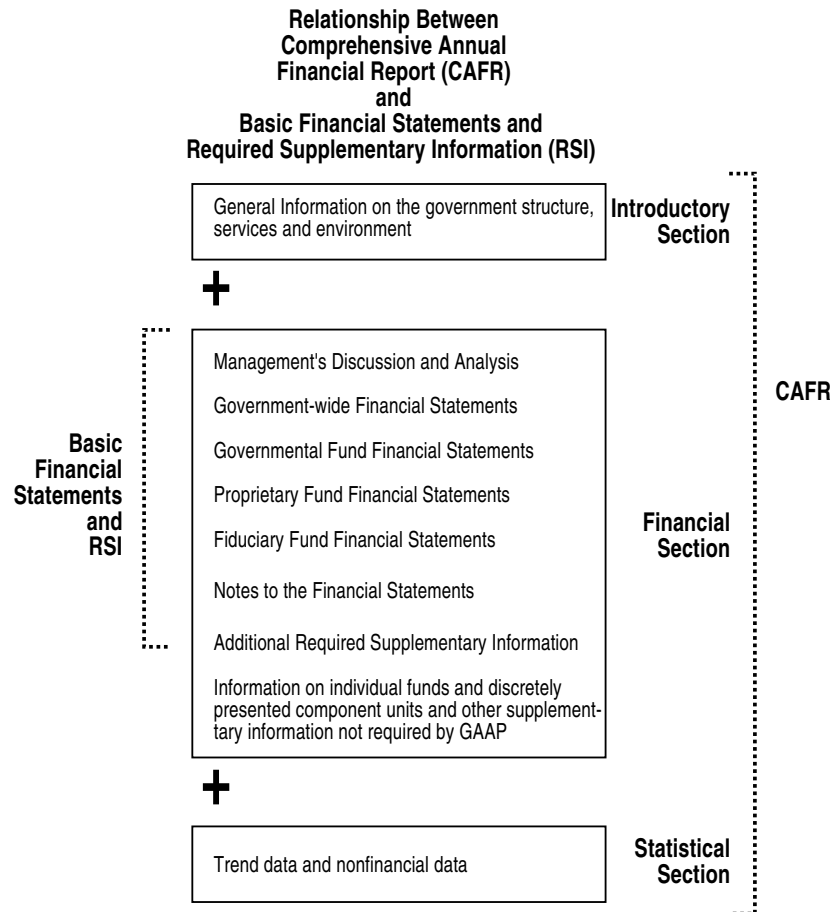 Relationship Between
Comprehensive Annual
Financial Report (CAFR)
and
Basic Financial Statements and
Required Supplementary Information (RSI)
General Information on the government structure,
services and environment
Introductory
Section
+
Management's Discussion and Analysis
Government-wide Financial Statements
Governmental Fund Financial Statements
Proprietary Fund Financial Statements
Fiduciary Fund Financial Statements
Notes to the Financial Statements
Additional Required Supplementary Information
Information on individual funds and discretely
presented component units and other supplemen-
tary information not required by GAAP
Basic
Financial
Statements
and
RSI
Financial
Section
CAFR
+
Trend data and nonfinancial data
Statistical
Section